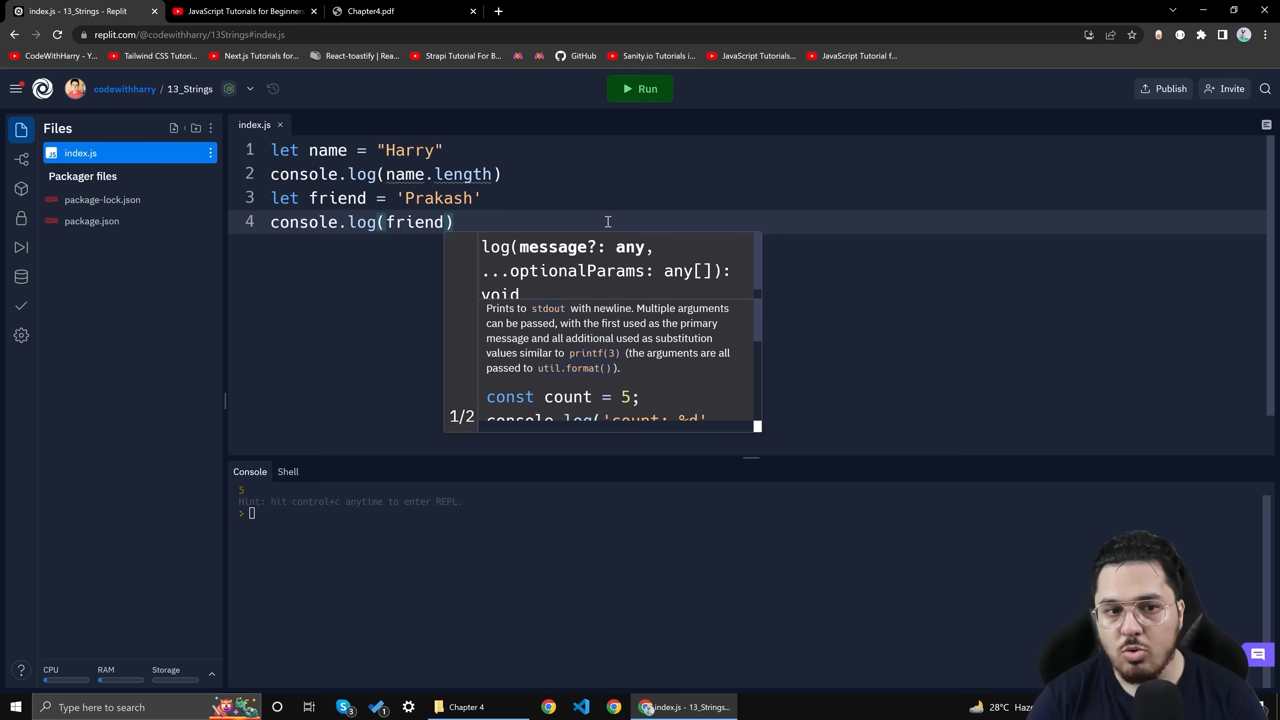 index.js - 13_Strings - Replit
JavaScript Tutorials for Beginners
Chapter4.pdf
replit.com/@codewithharry/13Strings#index.js
CodeWithHarry - Y...
Tailwind CSS Tutori...
Next.js Tutorials for...
React-toastify | Rea...
Strapi Tutorial For B...
GitHub
Sanity.io Tutorials i...
JavaScript Tutorials...
JavaScript Tutorial f...
codewithharry / 13_Strings
Run
Publish
Invite
Files
index.js
Packager files
package-lock.json
package.json
index.js
1 let name = "Harry"
2 console.log(name.length)
3 let friend = 'Prakash'
4 console.log(friend)
log(message?: any,
...optionalParams: any[]):
void
Prints to stdout with newline. Multiple arguments
can be passed, with the first used as the primary
message and all additional used as substitution
values similar to printf(3) (the arguments are all
passed to util.format()).
const count = 5;
console.log('count: %d'
1/2
Console
Shell
5
Hint: hit control+c anytime to enter REPL.
>
CPU
RAM
Storage
Type here to search
3
1
Chapter 4
index.js - 13_Strings...
28°C Haze